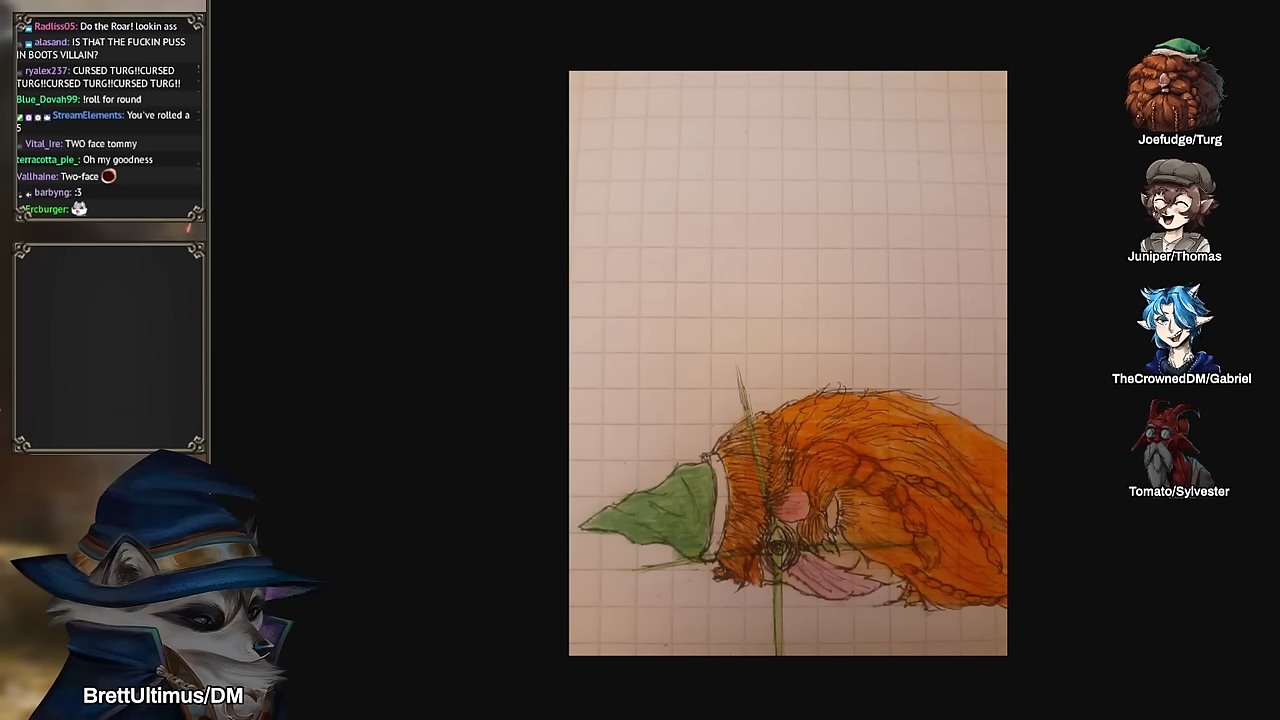 Radliss05: Do the Roar! lookin ass
alasand: IS THAT THE FUCKIN PUSS
IN BOOTS VILLAIN?
ryalex237: CURSED TURG!!CURSED
TURG!!CURSED TURG!!CURSED TURG!!
Blue_Dovah99: !roll for round
StreamElements: You've rolled a
5
Vital_Ire: TWO face tommy
terracotta_pie_: Oh my goodness
Vallhaine: Two-face
barbyng: :3
Ercburger:
Joefudge/Turg
Juniper/Thomas
TheCrownedDM/Gabriel
Tomato/Sylvester
BrettUltimus/DM